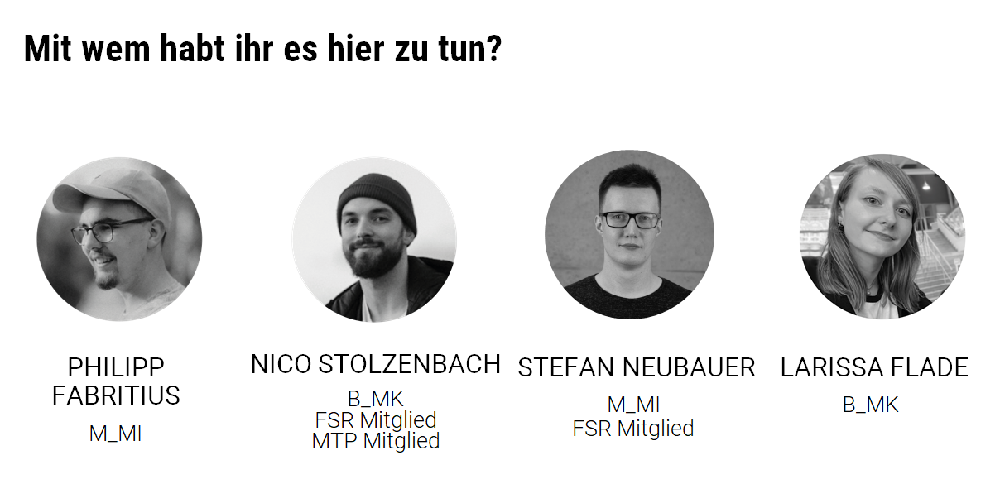 Mit wem habt ihr es hier zu tun?
PHILIPP
FABRITIUS
M_MI
NICO STOLZENBACH
B_MK
FSR Mitglied
MTP Mitglied
STEFAN NEUBAUER
M_MI
FSR Mitglied
LARISSA FLADE
B_MK